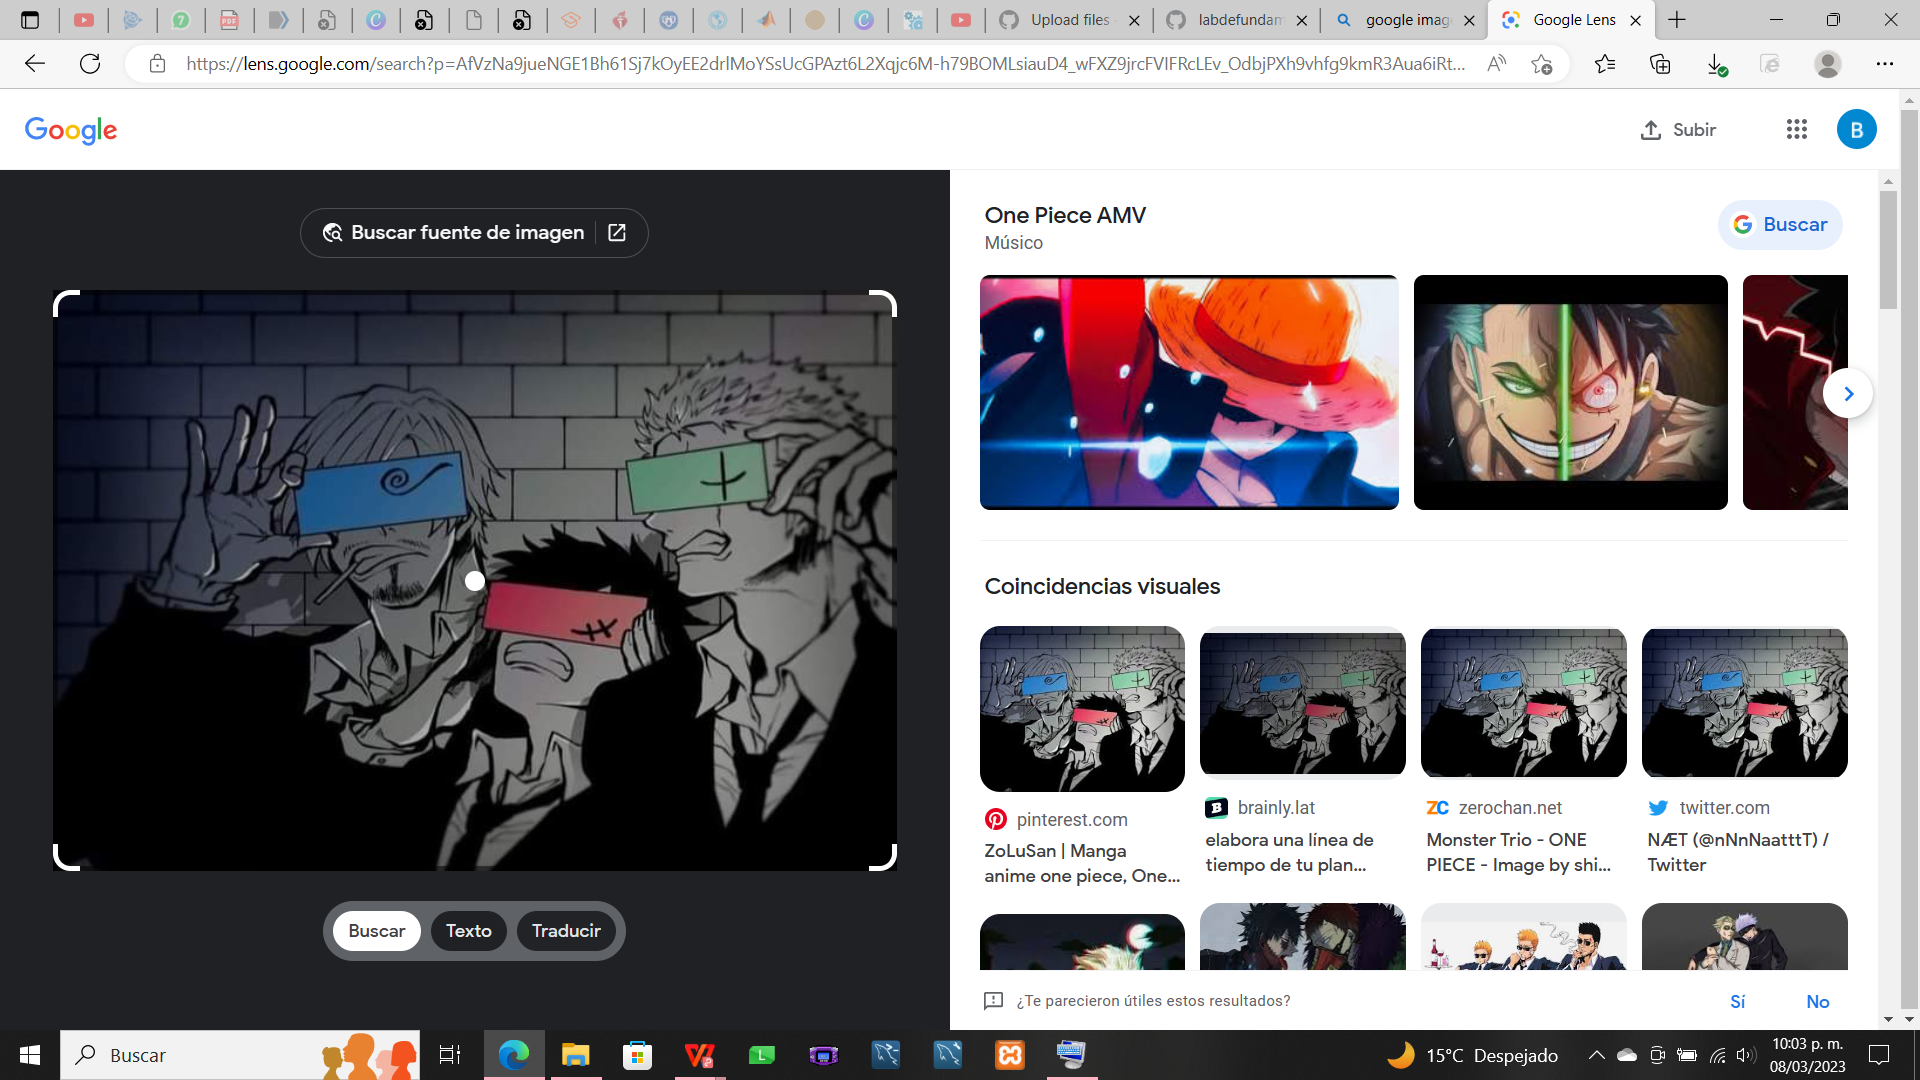 Upload files
labdefundam
google imag
Google Lens
https://lens.google.com/search?p=AfVzNa9jueNGE1Bh61Sj7kOyEE2drlMoYSsUcGPAzt6L2Xqjc6M-h79BOMLsiauD4_wFXZ9jrcFVIFRcLEv_OdbjPXh9vhfg9kmR3Aua6iRt...
Google
Subir
B
Buscar fuente de imagen
One Piece AMV
Músico
Buscar
Coincidencias visuales
pinterest.com
ZoLuSan | Manga
anime one piece, One...
brainly.lat
elabora una línea de
tiempo de tu plan...
zerochan.net
Monster Trio - ONE
PIECE - Image by shi...
twitter.com
NÆT (@nNnNaatttT) /
Twitter
Buscar
Texto
Traducir
¿Te parecieron útiles estos resultados?
Sí
No
Buscar
15°C Despejado
10:03 p. m.
08/03/2023